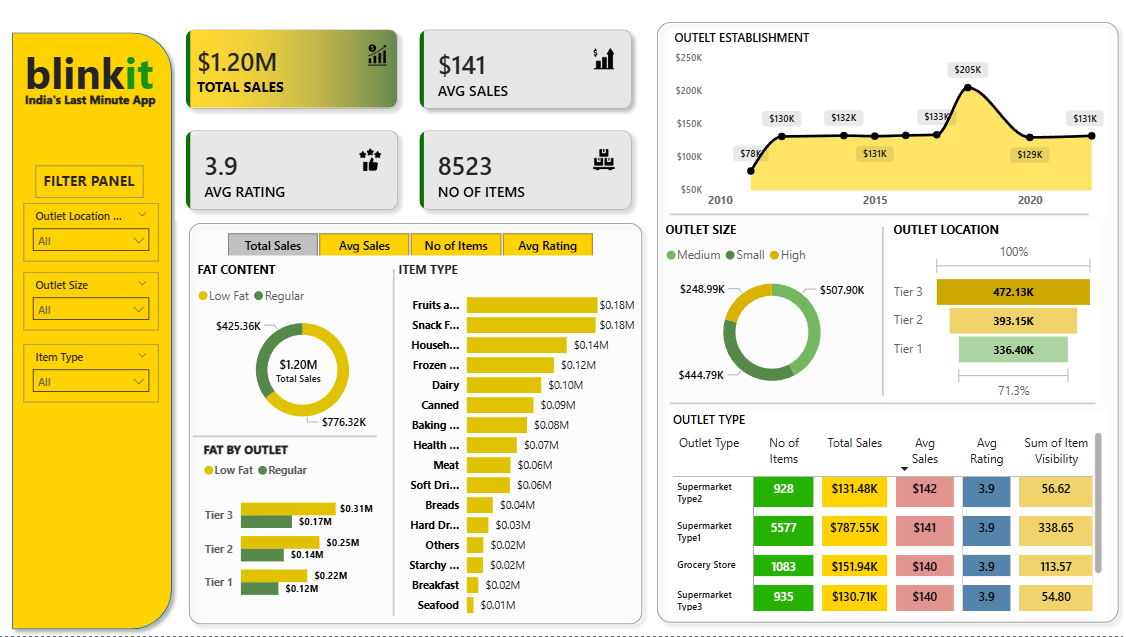 blinkit
India's Last Minute App
FILTER PANEL
Outlet Location ...
All
Outlet Size
All
Item Type
All
$1.20M
TOTAL SALES
$141
AVG SALES
3.9
AVG RATING
8523
NO OF ITEMS
Total Sales
Avg Sales
No of Items
Avg Rating
FAT CONTENT
Low Fat Regular
$425.36K
$1.20M
Total Sales
$776.32K
FAT BY OUTLET
Low Fat Regular
Tier 3 $0.31M
$0.17M
Tier 2 $0.25M
$0.14M
Tier 1 $0.22M
$0.12M
ITEM TYPE
Fruits a... $0.18M
Snack F... $0.18M
Househ... $0.14M
Frozen ... $0.12M
Dairy $0.10M
Canned $0.09M
Baking ... $0.08M
Health ... $0.07M
Meat $0.06M
Soft Dri... $0.06M
Breads $0.04M
Hard Dr... $0.03M
Others $0.02M
Starchy ... $0.02M
Breakfast $0.02M
Seafood $0.01M
OUTELT ESTABLISHMENT
$250K
$200K
$150K
$100K
$50K
$78K
$130K
$132K
$131K
$133K
$205K
$129K
$131K
2010 2015 2020
OUTLET SIZE
Medium Small High
$248.99K
$507.90K
$444.79K
OUTLET LOCATION
100%
Tier 3 472.13K
Tier 2 393.15K
Tier 1 336.40K
71.3%
OUTLET TYPE
Outlet Type No of Items Total Sales Avg Sales Avg Rating Sum of Item Visibility
Supermarket Type2 928 $131.48K $142 3.9 56.62
Supermarket Type1 5577 $787.55K $141 3.9 338.65
Grocery Store 1083 $151.94K $140 3.9 113.57
Supermarket Type3 935 $130.71K $140 3.9 54.80